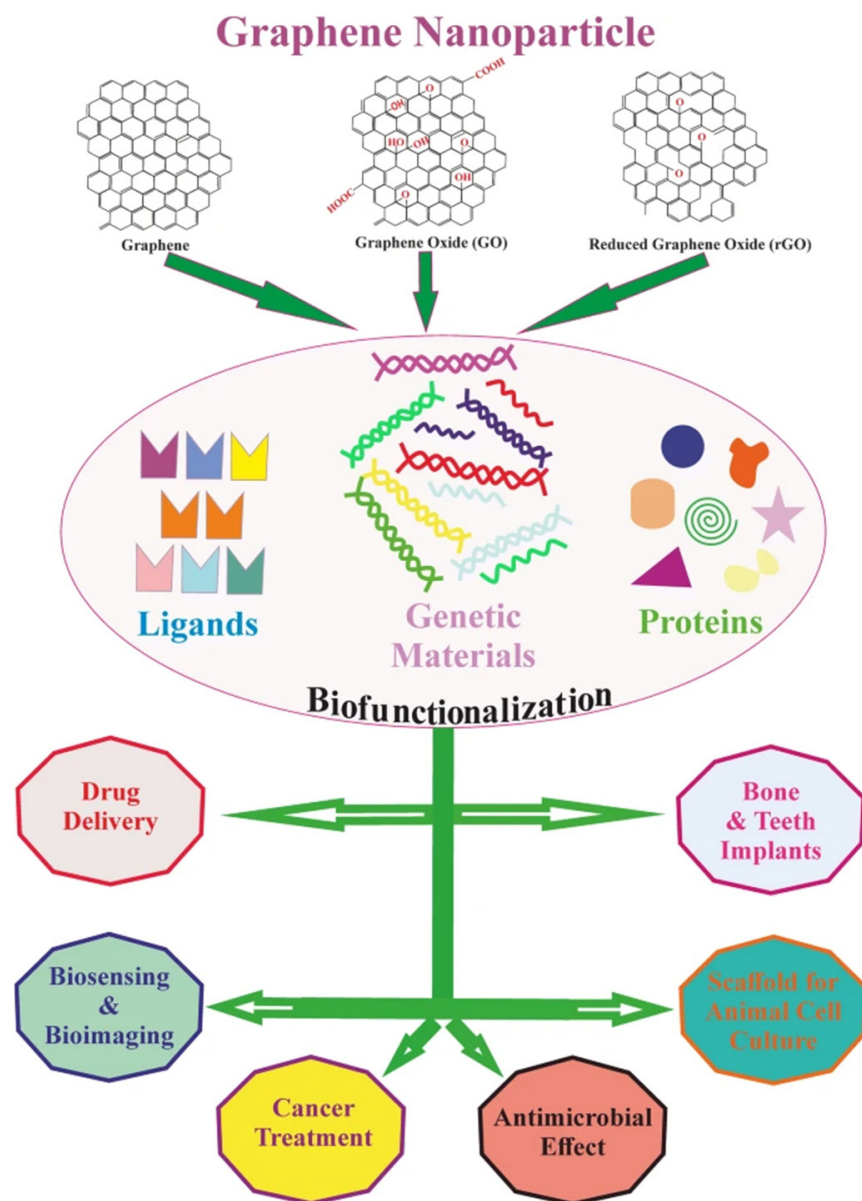 Graphene Nanoparticle
COOH
O
OH
HO
OH
O
OH
HOOC
O
O
O
O
Graphene
Graphene Oxide (GO)
Reduced Graphene Oxide (rGO)
Ligands
Genetic
Materials
Proteins
Biofunctionalization
Drug
Delivery
Bone
& Teeth
Implants
Biosensing
&
Bioimaging
Scaffold for
Animal Cell
Culture
Cancer
Treatment
Antimicrobial
Effect